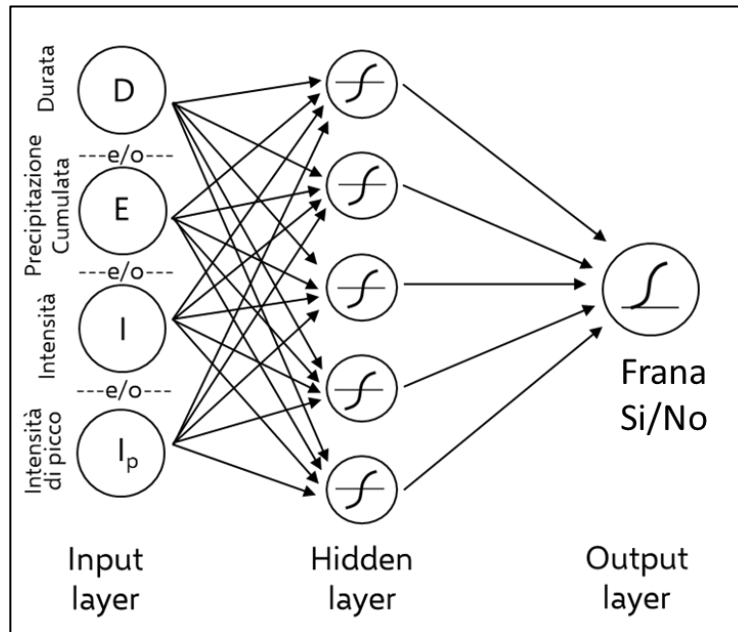 Durata
D
---e/o---
Precipitazione
Cumulata
E
---e/o---
Intensità
I
---e/o---
Intensità
di picco
Ip
Frana
Si/No
Input
layer
Hidden
layer
Output
layer